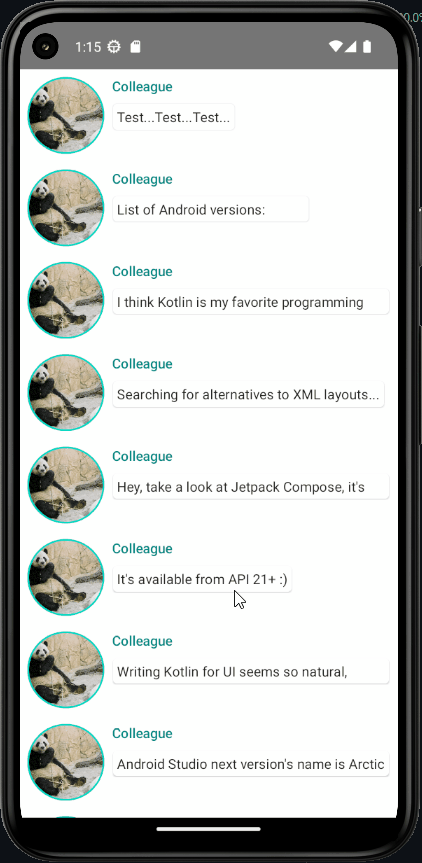 1:15
Colleague
Test...Test...Test...
Colleague
List of Android versions:
Colleague
I think Kotlin is my favorite programming
Colleague
Searching for alternatives to XML layouts...
Colleague
Hey, take a look at Jetpack Compose, it's
Colleague
It's available from API 21+ :)
Colleague
Writing Kotlin for UI seems so natural,
Colleague
Android Studio next version's name is Arctic